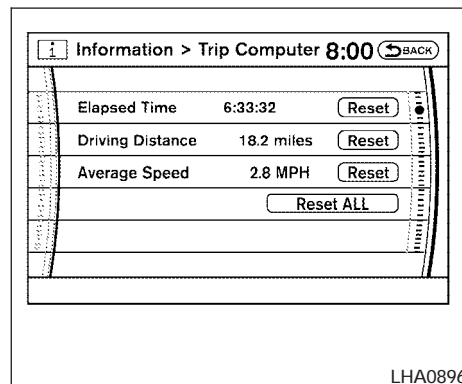 i Information > Trip Computer 8:00 BACK
Elapsed Time 6:33:32 Reset
Driving Distance 18.2 miles Reset
Average Speed 2.8 MPH Reset
Reset ALL
LHA0896